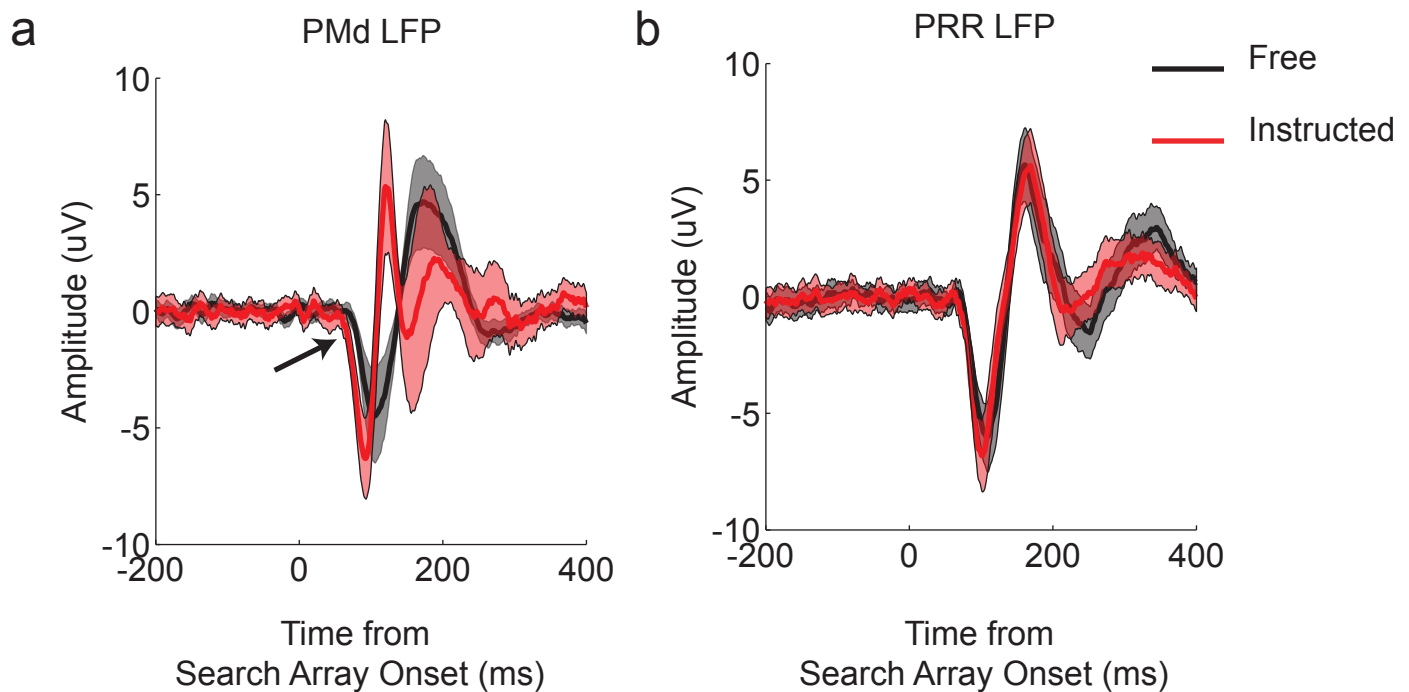 a
PMd LFP
10
5
0
-5
-10
-200
0
200
400
Amplitude (uV)
Time from
Search Array Onset (ms)
b
PRR LFP
10
5
0
-5
-10
-200
0
200
400
Amplitude (uV)
Time from
Search Array Onset (ms)
Free
Instructed